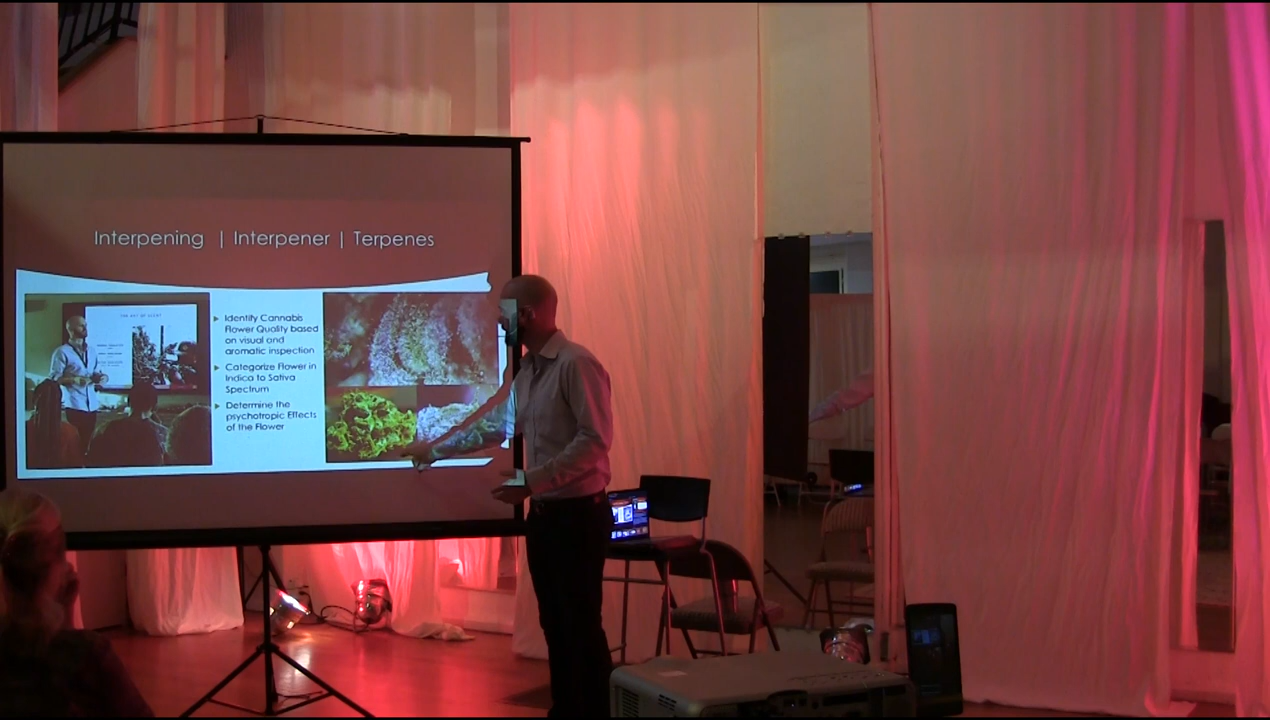 Interpening | Interpener | Terpenes
THE ART OF SCENT
Identify Cannabis
Flower Quality based
on visual and
aromatic inspection
Categorize Flower in
Indica to Sativa
Spectrum
Determine the
psychotropic Effects
of the Flower